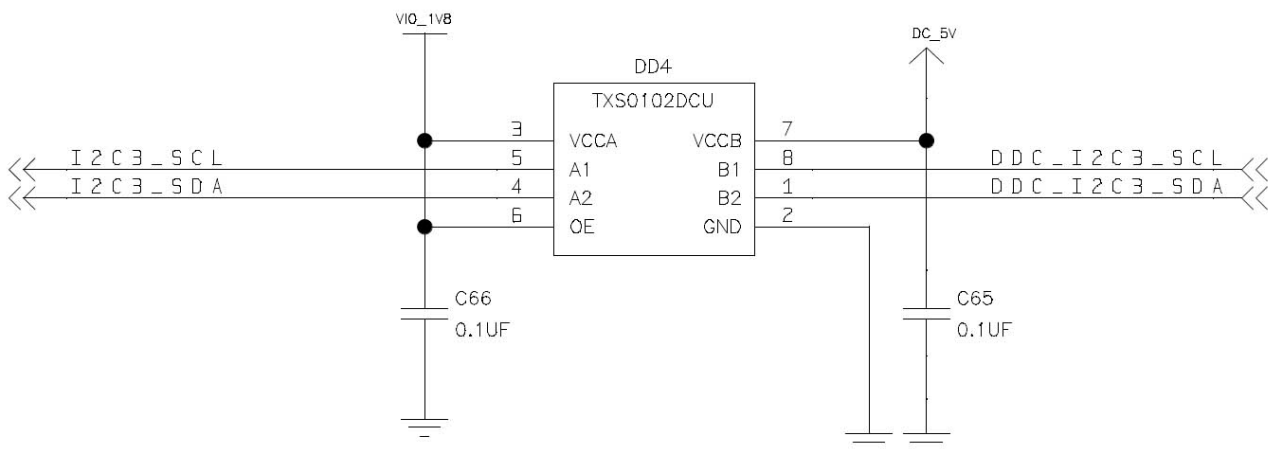 VIO_1V8
DC_5V
DD4
TXS0102DCU
3 VCCA VCCB 7
I2C3_SCL 5 A1 B1 8 DDC_I2C3_SCL
I2C3_SDA 4 A2 B2 1 DDC_I2C3_SDA
6 OE GND 2
C66 C65
0.1UF 0.1UF